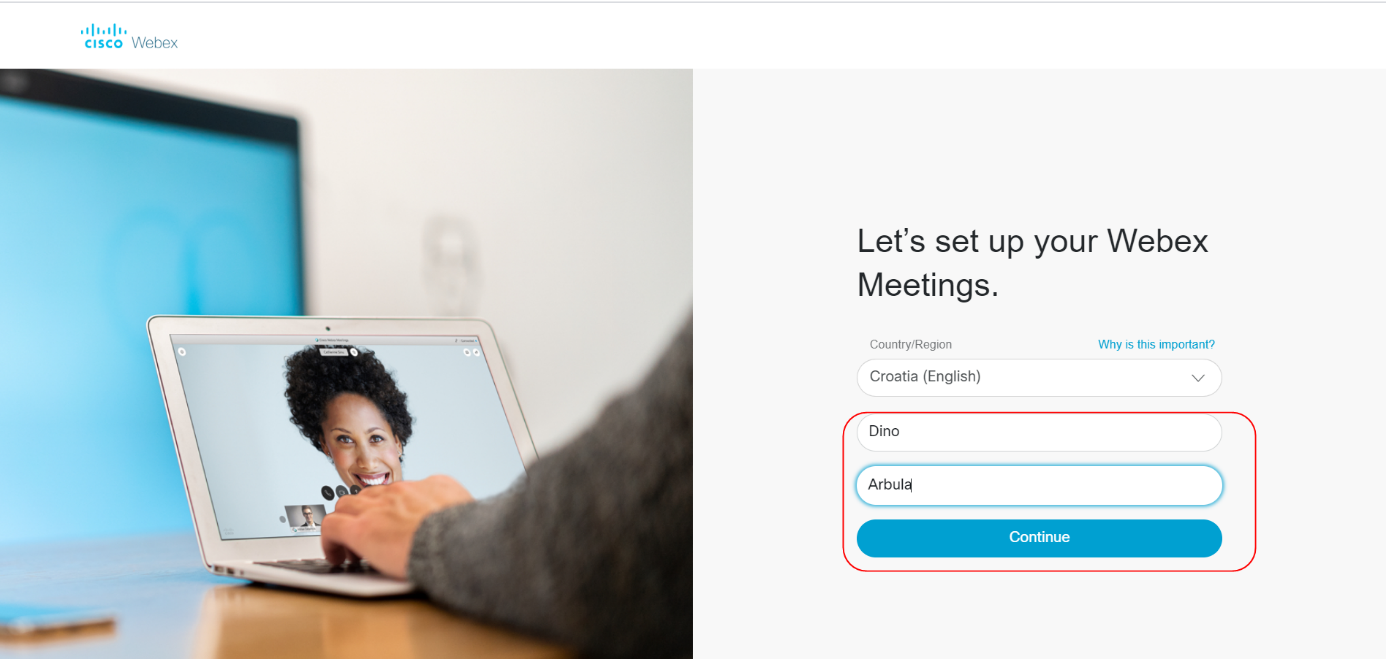 CISCO Webex
Let’s set up your Webex
Meetings.
Country/Region
Why is this important?
Croatia (English)
Dino
Arbula
Continue